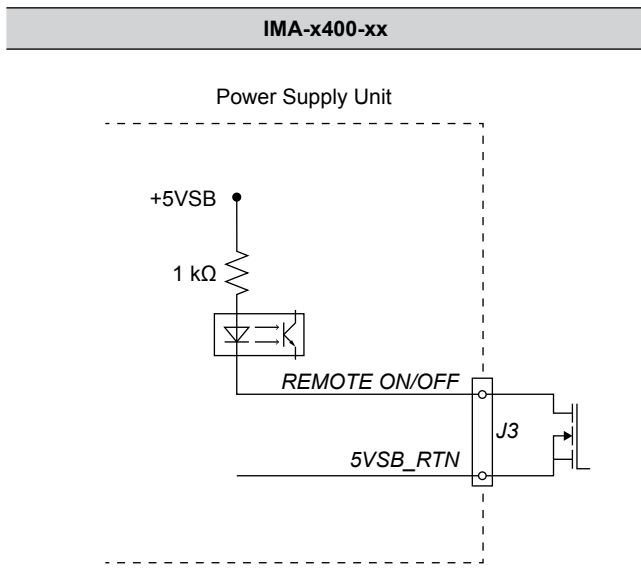 IMA-x400-xx
Power Supply Unit
+5VSB
1 kΩ
REMOTE ON/OFF
J3
5VSB_RTN